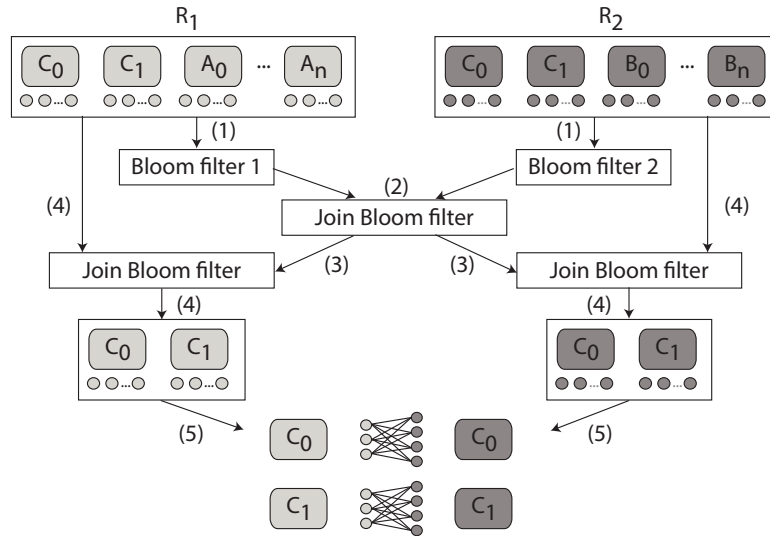 R1 R2
C0 C1 A0 ... An C0 C1 B0 ... Bn
... ... ... ... ... ... ... ...
(1) (1)
Bloom filter 1 Bloom filter 2
(4) (2) (4)
Join Bloom filter
(3) (3)
Join Bloom filter Join Bloom filter
(4) (4)
C0 C1 C0 C1
... ... ... ...
(5) (5)
C0 C0
C1 C1